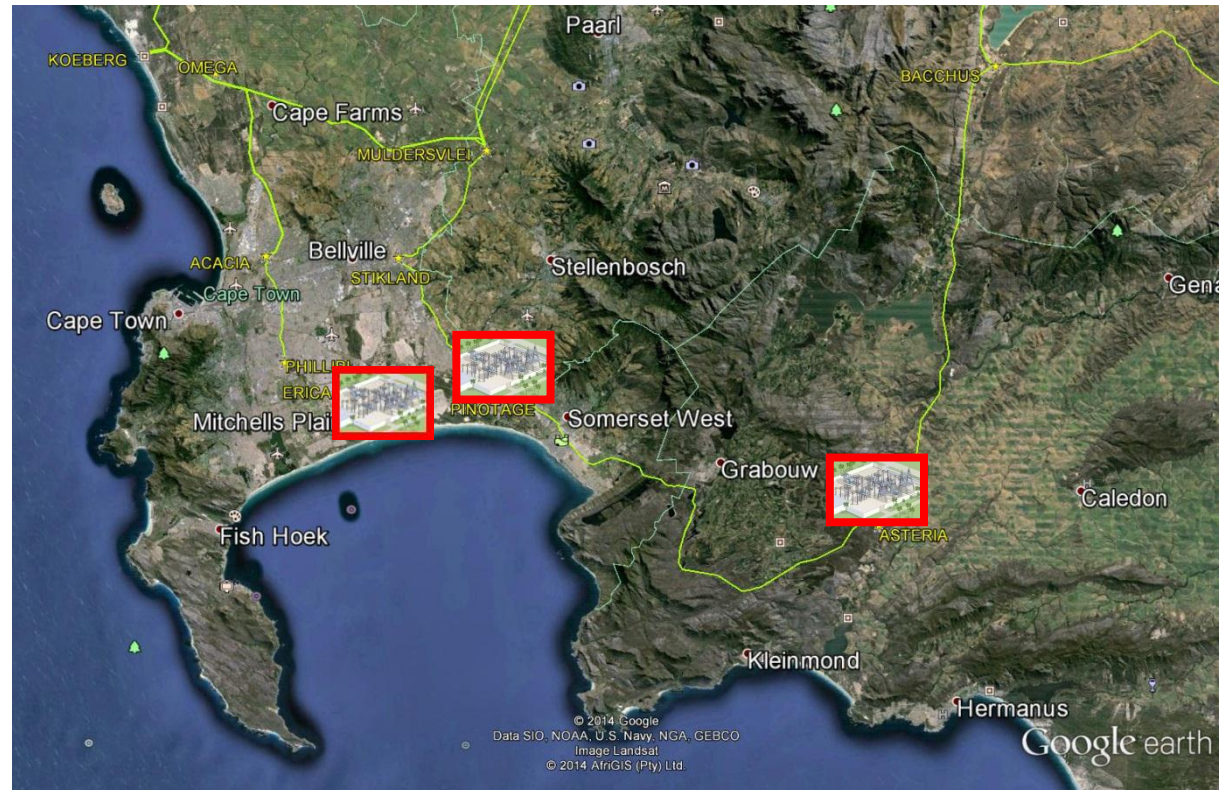 Paarl
KOEBERG
OMEGA
BACCHUS
Cape Farms
MULDERSVLEI
Bellville
ACACIA
STIKLAND
Stellenbosch
Cape Town
Gena
Cape Town
PHILLIPI
ERICA
Mitchells Plai
PINOTAGE
Somerset West
Grabouw
Caledon
Fish Hoek
ASTERIA
Kleinmond
Hermanus
© 2014 Google
Data SIO, NOAA, U.S. Navy, NGA, GEBCO
Image Landsat
© 2014 AfriGIS (Pty) Ltd.
Google earth